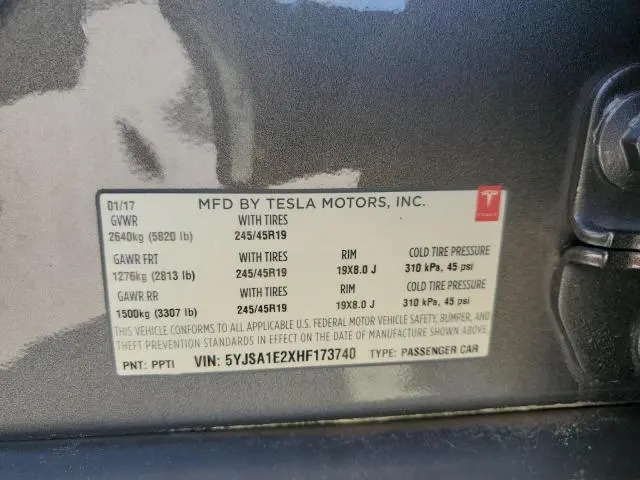 01/17 MFD BY TESLA MOTORS, INC.
GVWR WITH TIRES
2640kg (5820 lb) 245/45R19
GAWR FRT WITH TIRES RIM COLD TIRE PRESSURE
1276kg (2813 lb) 245/45R19 19X8.0 J 310 kPa, 45 psi
GAWR RR WITH TIRES RIM COLD TIRE PRESSURE
1500kg (3307 lb) 245/45R19 19X8.0 J 310 kPa, 45 psi
THIS VEHICLE CONFORMS TO ALL APPLICABLE U.S. FEDERAL MOTOR VEHICLE SAFETY, BUMPER, AND
THEFT PREVENTION STANDARDS IN EFFECT ON THE DATE OF MANUFACTURE SHOWN ABOVE.
PNT: PPTI VIN: 5YJSA1E2XHF173740 TYPE: PASSENGER CAR
TESLA